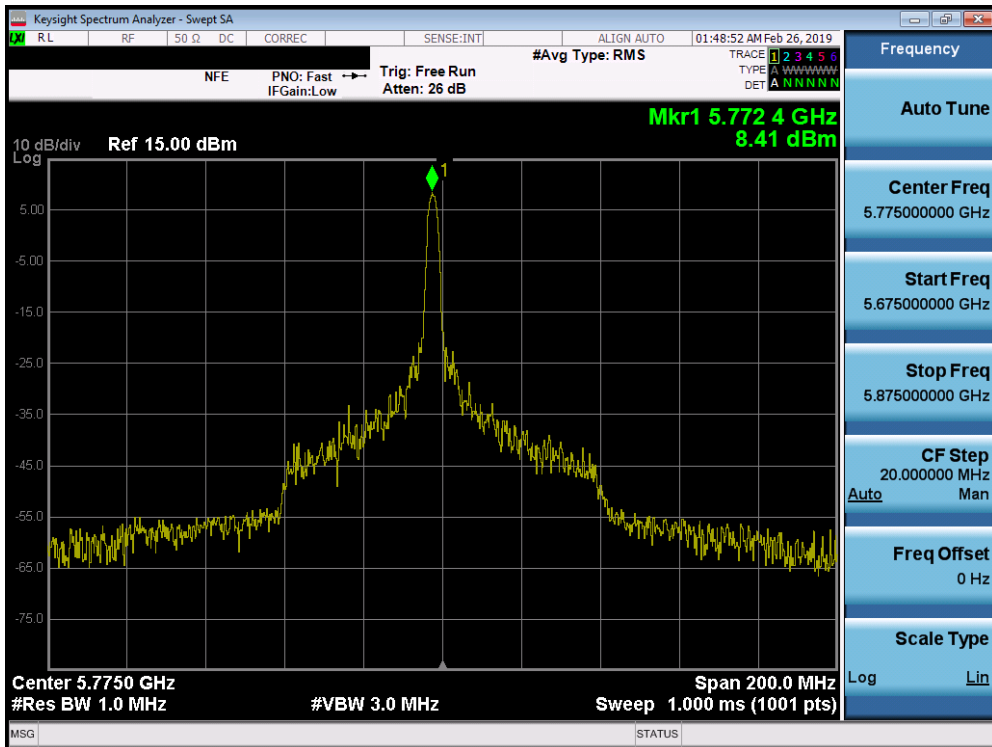 Keysight Spectrum Analyzer - Swept SA
LXI RL RF 50 Ω DC CORREC SENSE:INT ALIGN AUTO 01:48:52 AM Feb 26, 2019
Frequency
#Avg Type: RMS
TRACE 1 2 3 4 5 6
NFE PNO: Fast Trig: Free Run
TYPE A WWWWW
IFGain:Low Atten: 26 dB
DET A N N N N N
Auto Tune
Mkr1 5.772 4 GHz
8.41 dBm
10 dB/div Ref 15.00 dBm
Log
1
5.00
-5.00
-15.0
-25.0
-35.0
-45.0
-55.0
-65.0
-75.0
Center Freq
5.775000000 GHz
Start Freq
5.675000000 GHz
Stop Freq
5.875000000 GHz
CF Step
20.000000 MHz
Auto Man
Freq Offset
0 Hz
Scale Type
Log Lin
Center 5.7750 GHz Span 200.0 MHz
#Res BW 1.0 MHz #VBW 3.0 MHz Sweep 1.000 ms (1001 pts)
MSG STATUS